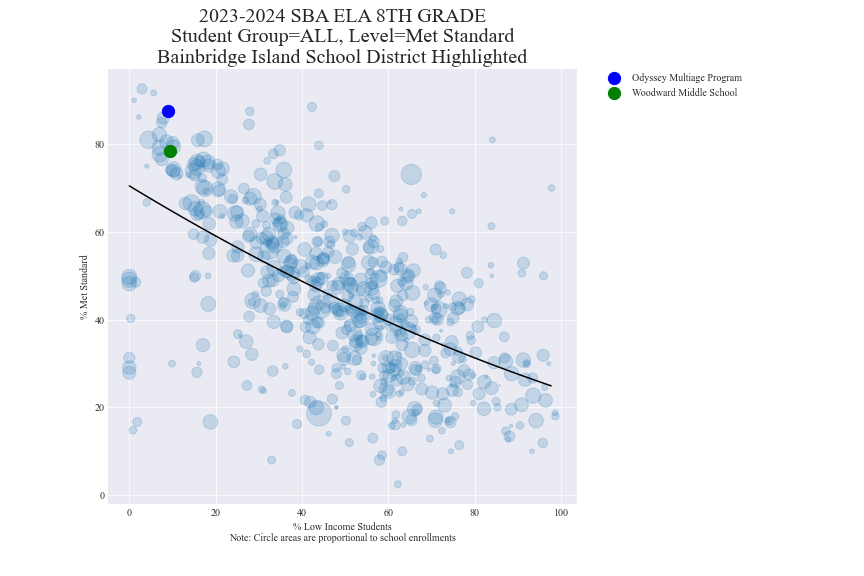 2023-2024 SBA ELA 8TH GRADE
Student Group=ALL, Level=Met Standard
Bainbridge Island School District Highlighted
Odyssey Multiage Program
Woodward Middle School
% Met Standard
80
60
40
20
0
0 20 40 60 80 100
% Low Income Students
Note: Circle areas are proportional to school enrollments